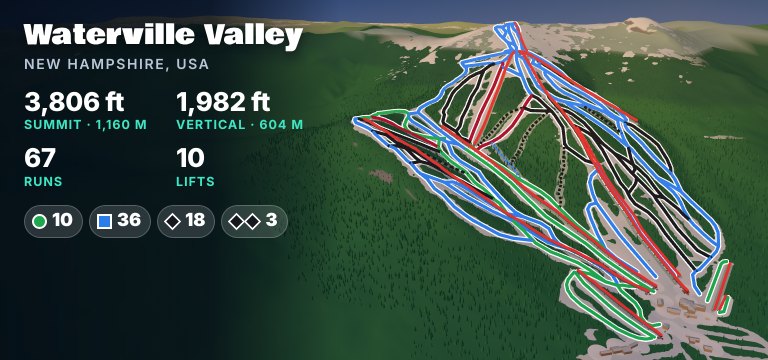 Waterville Valley
NEW HAMPSHIRE, USA
3,806 ft 1,982 ft
SUMMIT · 1,160 M VERTICAL · 604 M
67 10
RUNS LIFTS
10 36 18 3